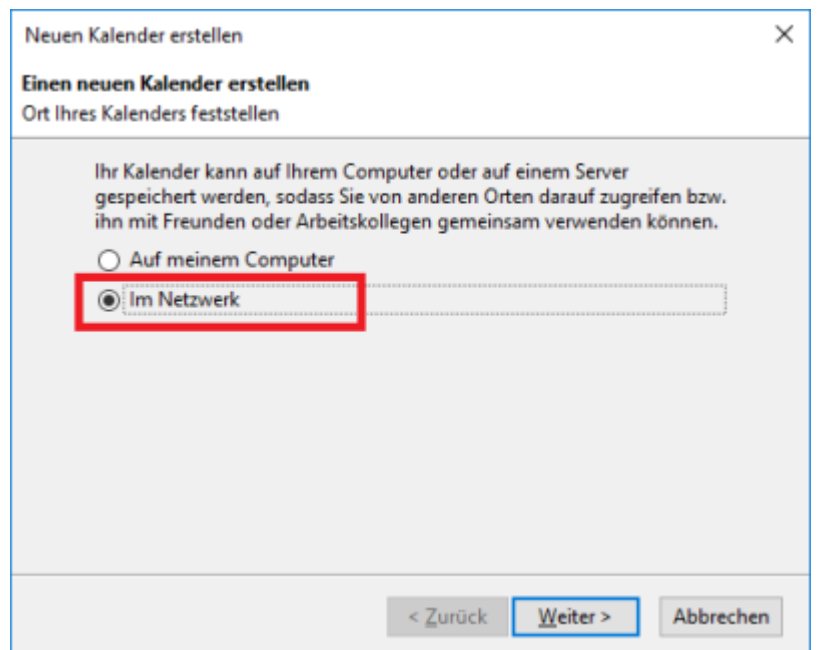 Neuen Kalender erstellen
Einen neuen Kalender erstellen
Ort Ihres Kalenders feststellen
Ihr Kalender kann auf Ihrem Computer oder auf einem Server
gespeichert werden, sodass Sie von anderen Orten darauf zugreifen bzw.
ihn mit Freunden oder Arbeitskollegen gemeinsam verwenden können.
Auf meinem Computer
Im Netzwerk
< Zurück Weiter > Abbrechen